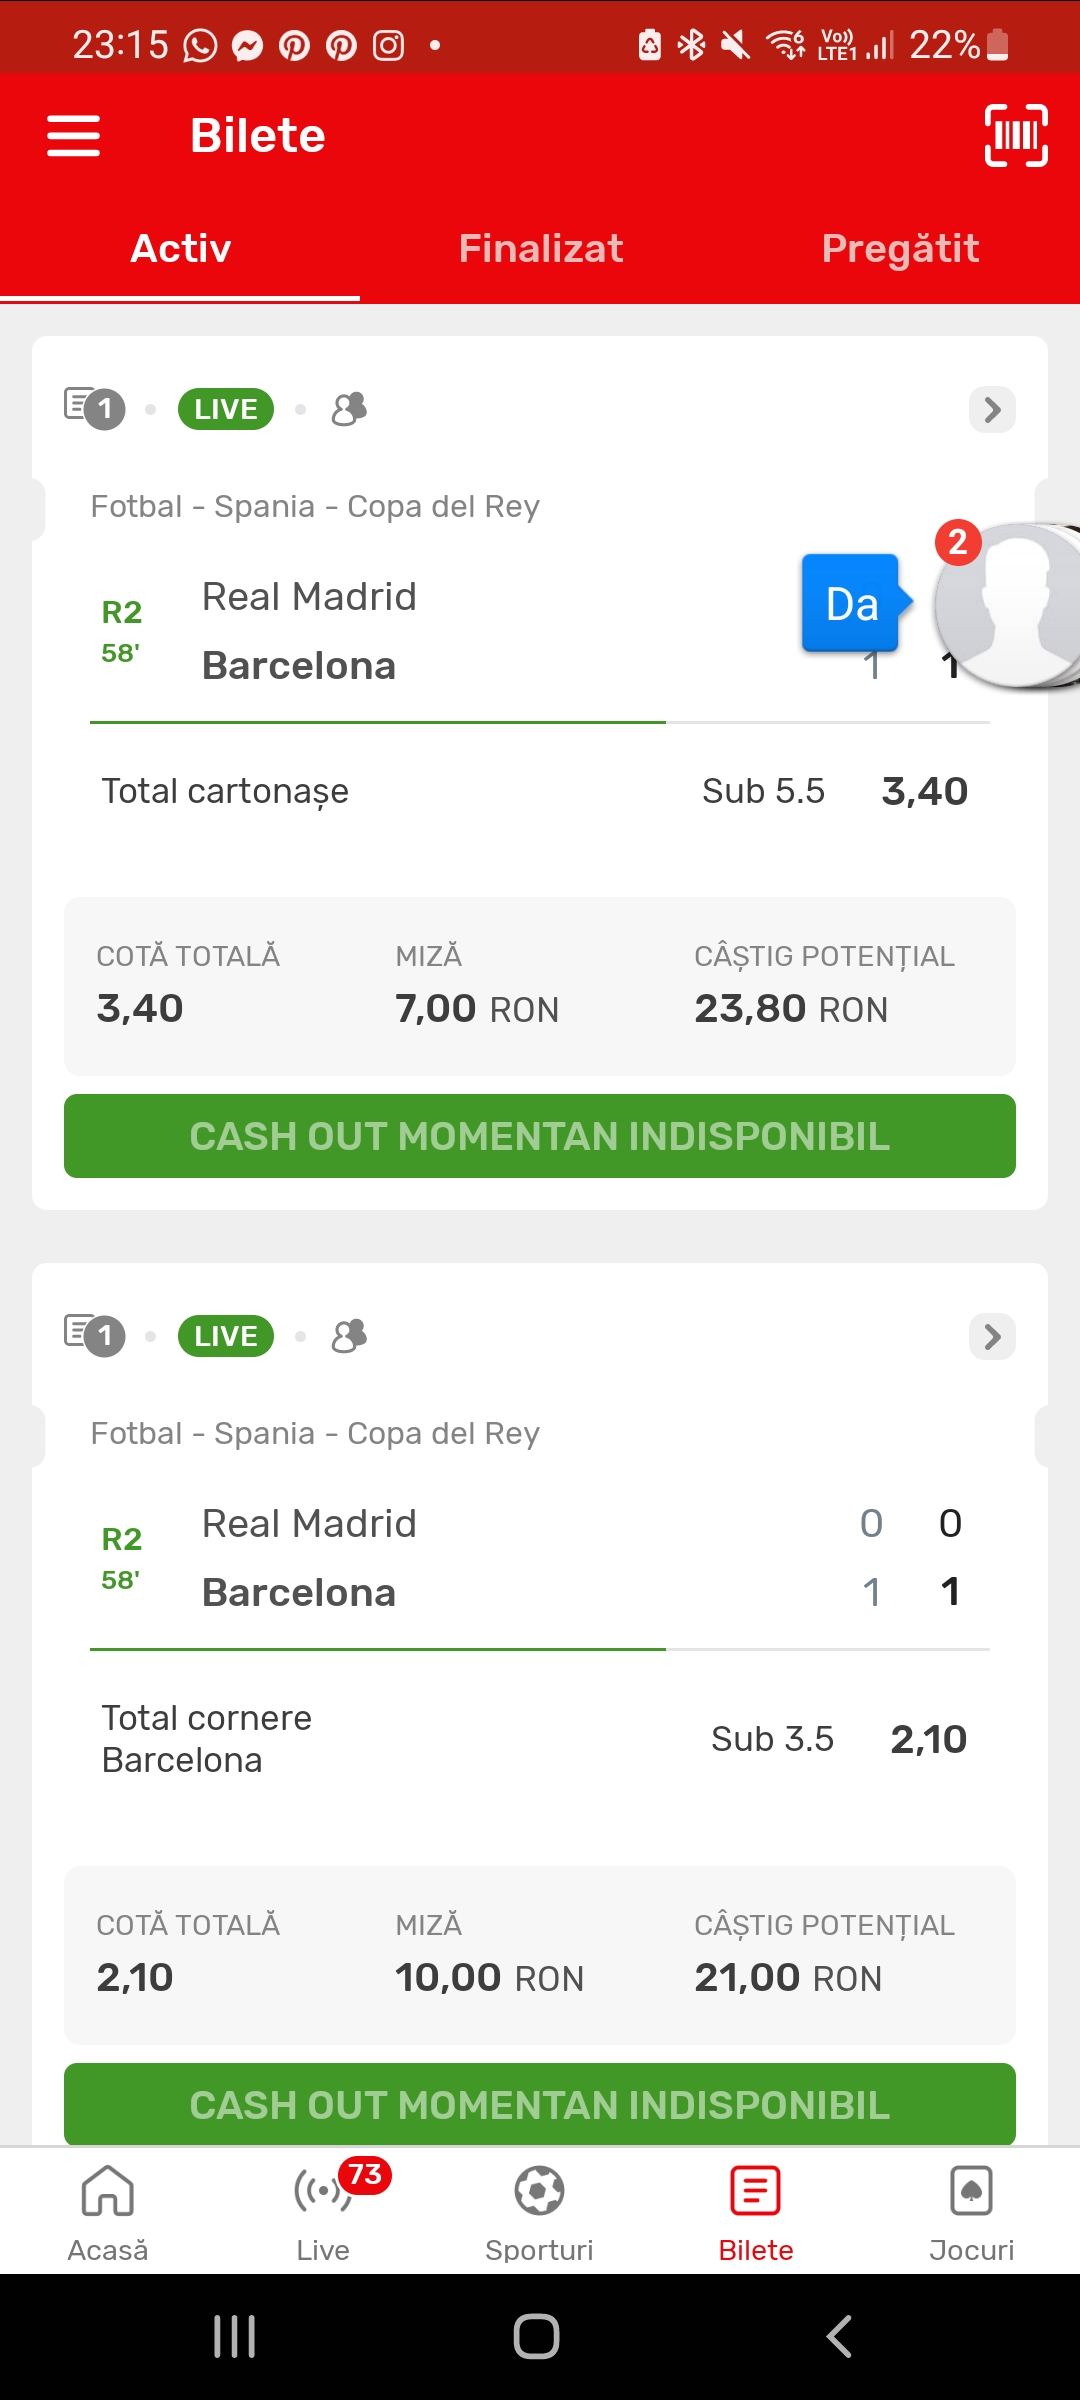 23:15 Vo)) LTE1 6 22%
Bilete
Activ Finalizat Pregătit
1 LIVE
Fotbal - Spania - Copa del Rey
2
Da
R2 Real Madrid
58' Barcelona 1 1
Total cartonașe Sub 5.5 3,40
COTĂ TOTALĂ MIZĂ CÂȘTIG POTENȚIAL
3,40 7,00 RON 23,80 RON
CASH OUT MOMENTAN INDISPONIBIL
1 LIVE
Fotbal - Spania - Copa del Rey
R2 Real Madrid 0 0
58' Barcelona 1 1
Total cornere
Barcelona Sub 3.5 2,10
COTĂ TOTALĂ MIZĂ CÂȘTIG POTENȚIAL
2,10 10,00 RON 21,00 RON
CASH OUT MOMENTAN INDISPONIBIL
73
Acasă Live Sporturi Bilete Jocuri